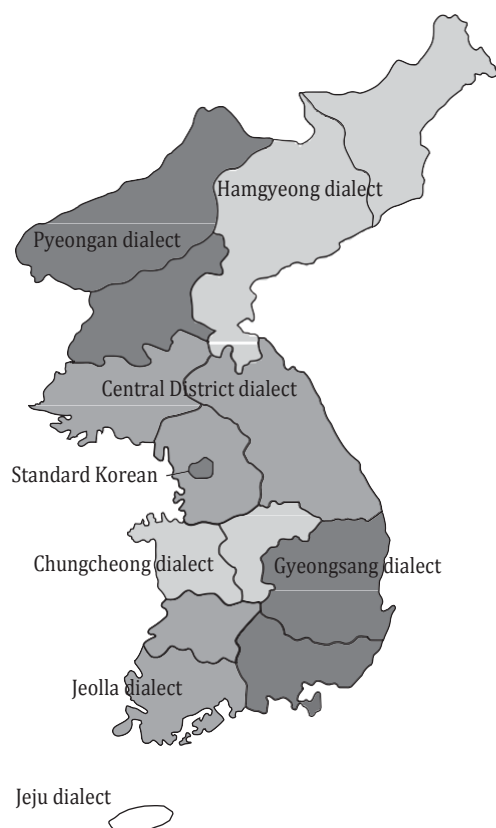 Hamgyeong dialect
Pyeongan dialect
Central District dialect
Standard Korean
Chungcheong dialect
Gyeongsang dialect
Jeolla dialect
Jeju dialect